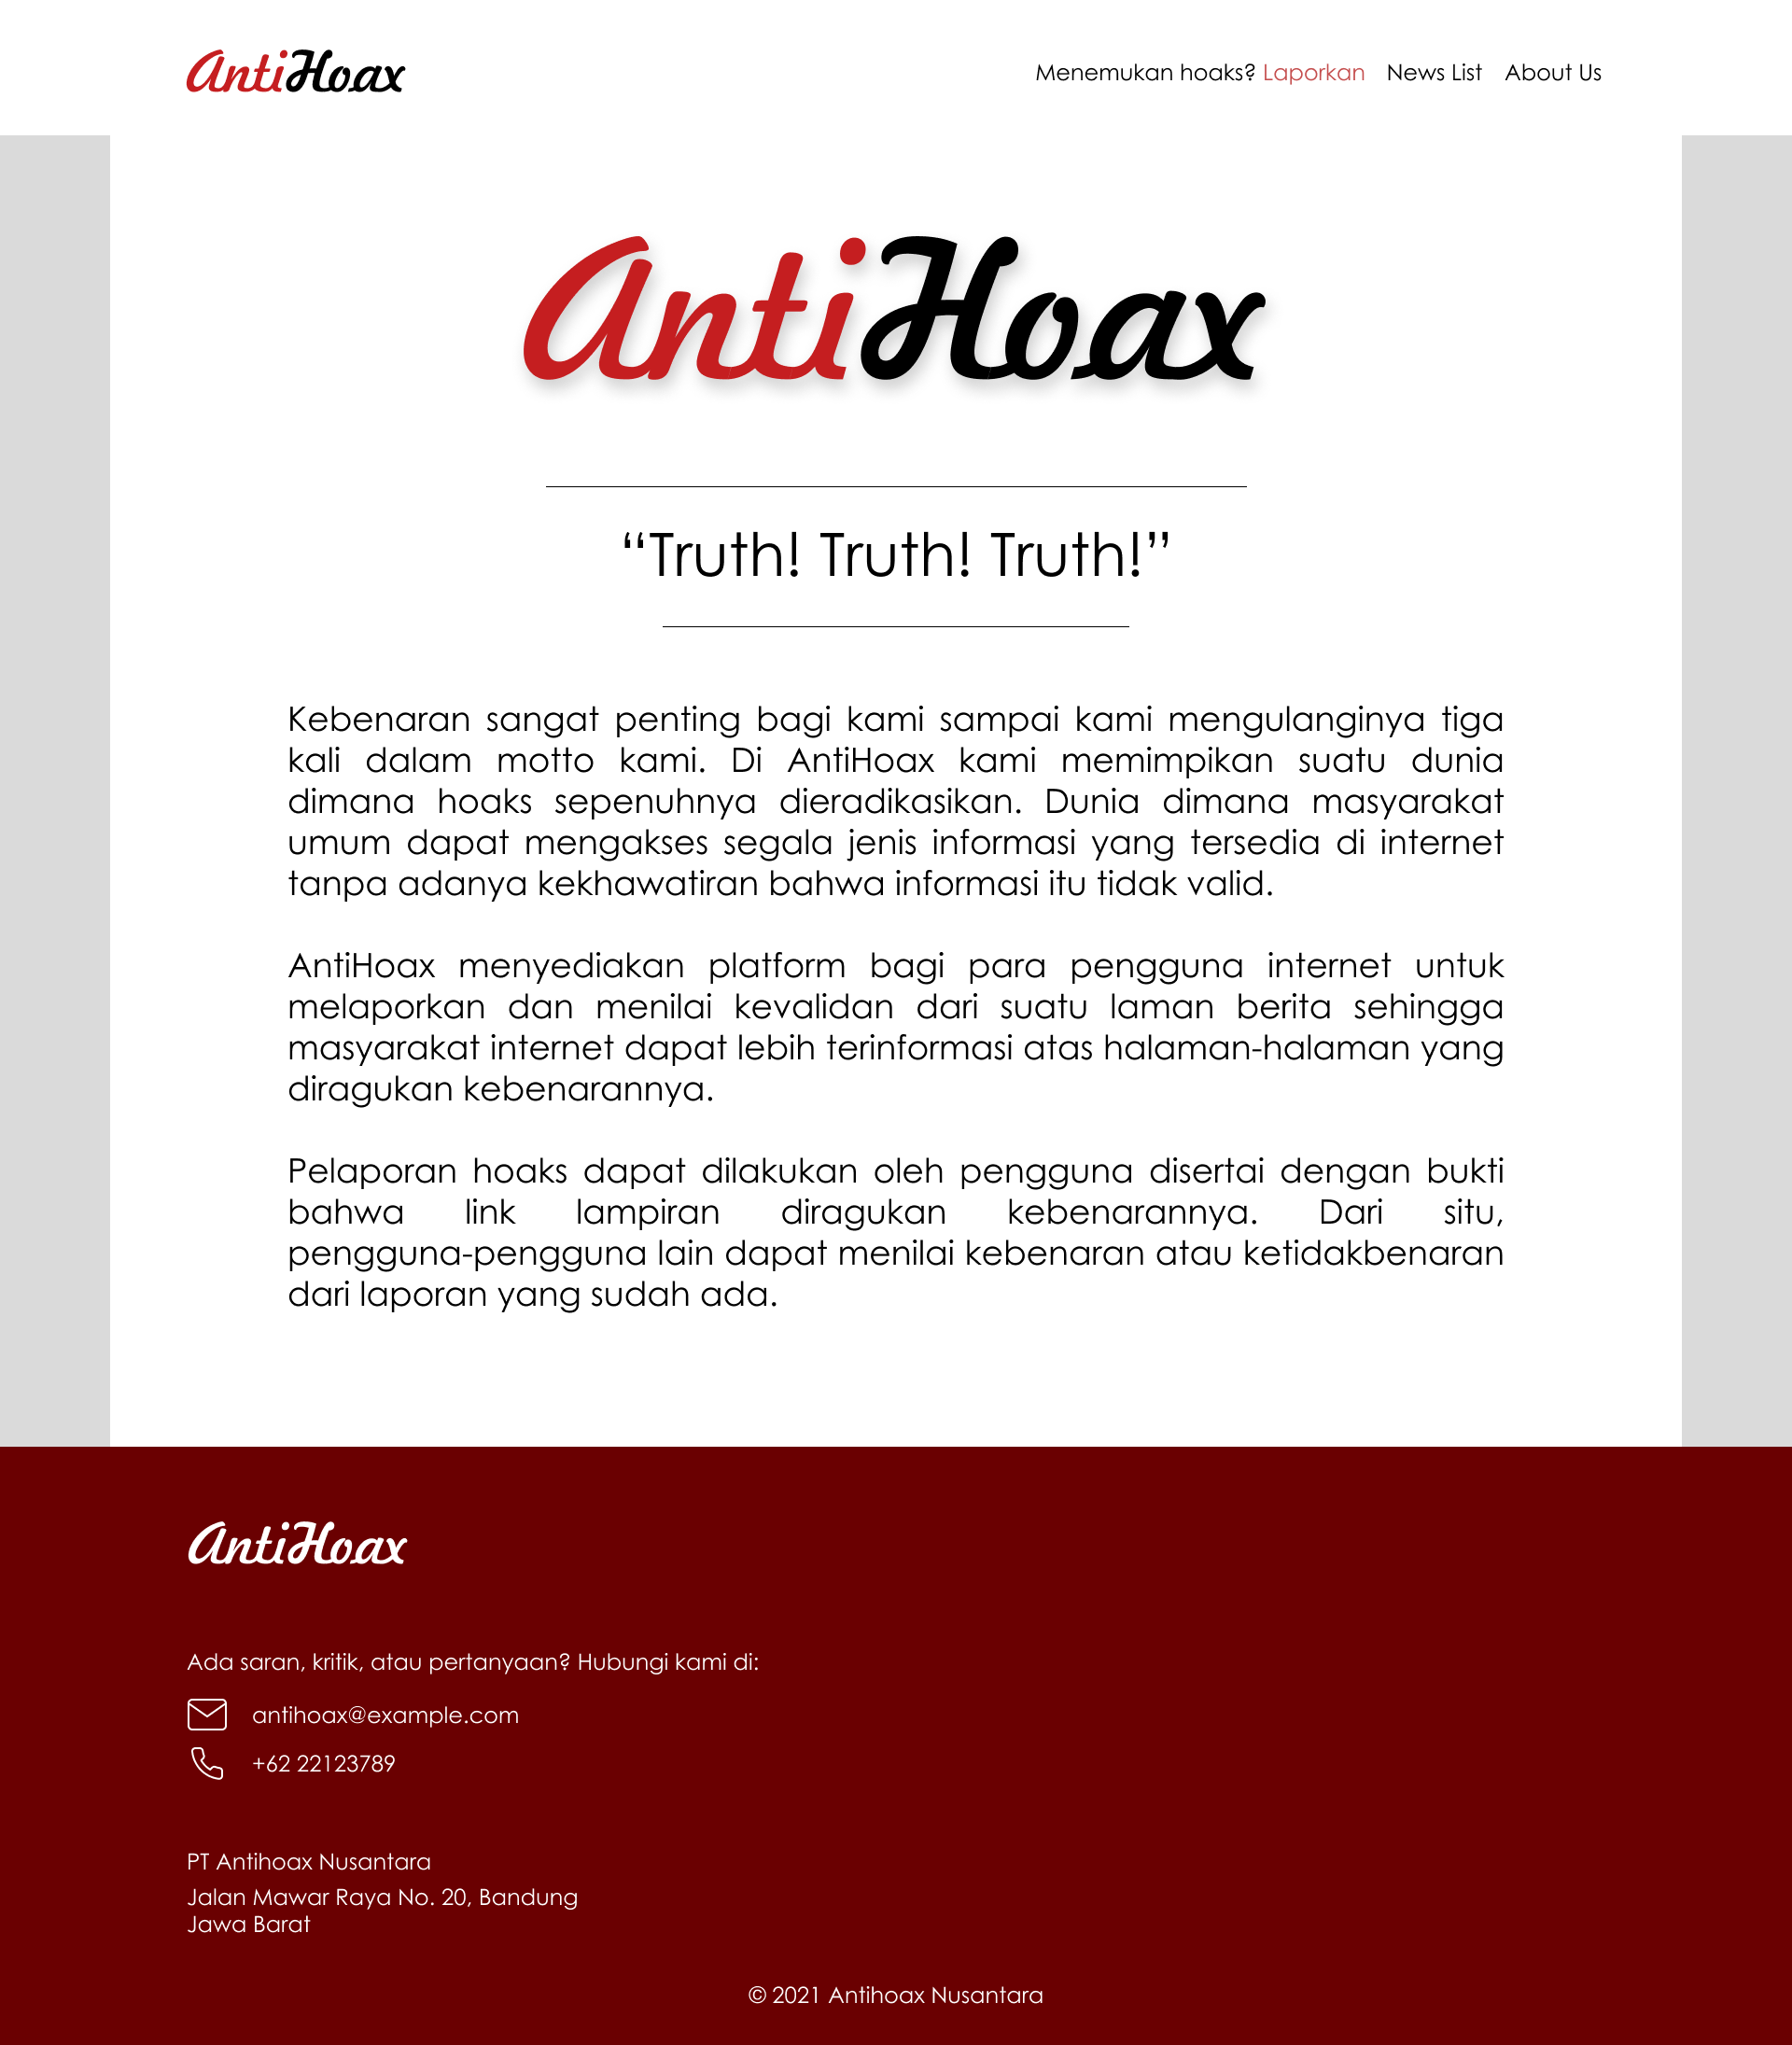 AntiHoax
Menemukan hoaks? Laporkan News List About Us
AntiHoax
“Truth! Truth! Truth!”
Kebenaran sangat penting bagi kami sampai kami mengulanginya tiga
kali dalam motto kami. Di AntiHoax kami memimpikan suatu dunia
dimana hoaks sepenuhnya dieradikasikan. Dunia dimana masyarakat
umum dapat mengakses segala jenis informasi yang tersedia di internet
tanpa adanya kekhawatiran bahwa informasi itu tidak valid.
AntiHoax menyediakan platform bagi para pengguna internet untuk
melaporkan dan menilai kevalidan dari suatu laman berita sehingga
masyarakat internet dapat lebih terinformasi atas halaman-halaman yang
diragukan kebenarannya.
Pelaporan hoaks dapat dilakukan oleh pengguna disertai dengan bukti
bahwa link lampiran diragukan kebenarannya. Dari situ,
pengguna-pengguna lain dapat menilai kebenaran atau ketidakbenaran
dari laporan yang sudah ada.
AntiHoax
Ada saran, kritik, atau pertanyaan? Hubungi kami di:
antihoax@example.com
+62 22123789
PT Antihoax Nusantara
Jalan Mawar Raya No. 20, Bandung
Jawa Barat
© 2021 Antihoax Nusantara